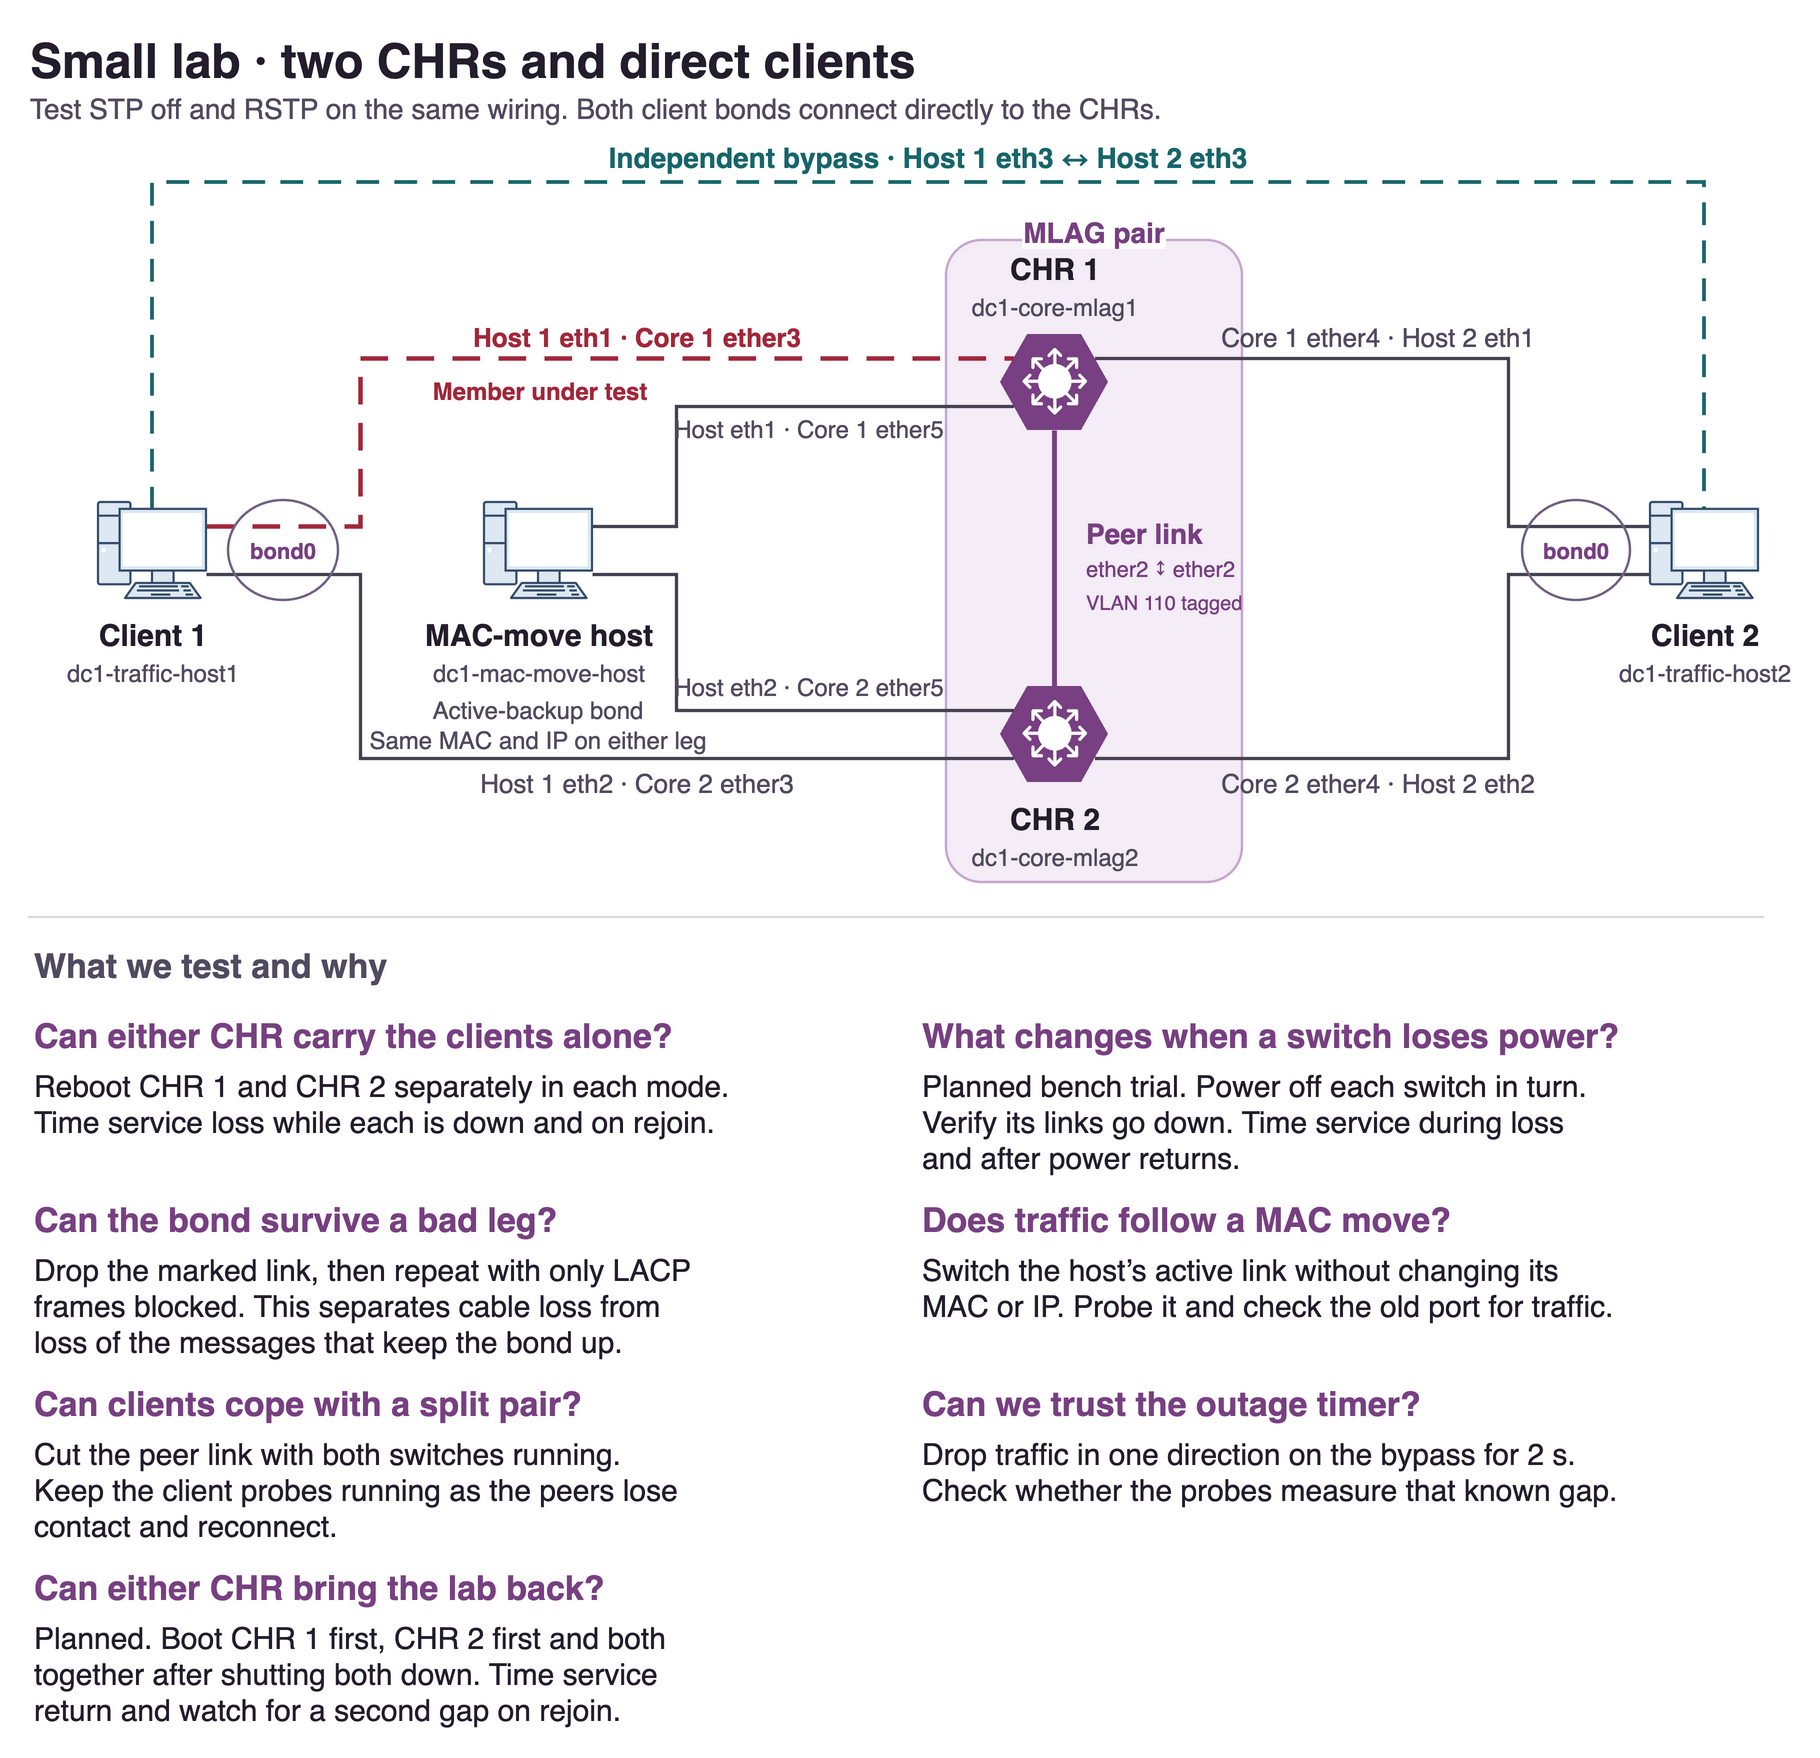 Small lab · two CHRs and direct clients
Test STP off and RSTP on the same wiring. Both client bonds connect directly to the CHRs.
Independent bypass · Host 1 eth3 ↔ Host 2 eth3
MLAG pair
CHR 1
dc1-core-mlag1
Host 1 eth1 · Core 1 ether3
Core 1 ether4 · Host 2 eth1
Member under test
Host eth1 · Core 1 ether5
bond0
Peer link
ether2 ↕ ether2
VLAN 110 tagged
bond0
Client 1
dc1-traffic-host1
MAC-move host
dc1-mac-move-host
Active-backup bond
Same MAC and IP on either leg
Host eth2 · Core 2 ether5
Client 2
dc1-traffic-host2
Host 1 eth2 · Core 2 ether3
Core 2 ether4 · Host 2 eth2
CHR 2
dc1-core-mlag2
What we test and why
Can either CHR carry the clients alone?
Reboot CHR 1 and CHR 2 separately in each mode.
Time service loss while each is down and on rejoin.
What changes when a switch loses power?
Planned bench trial. Power off each switch in turn.
Verify its links go down. Time service during loss
and after power returns.
Can the bond survive a bad leg?
Drop the marked link, then repeat with only LACP
frames blocked. This separates cable loss from
loss of the messages that keep the bond up.
Does traffic follow a MAC move?
Switch the host’s active link without changing its
MAC or IP. Probe it and check the old port for traffic.
Can clients cope with a split pair?
Cut the peer link with both switches running.
Keep the client probes running as the peers lose
contact and reconnect.
Can we trust the outage timer?
Drop traffic in one direction on the bypass for 2 s.
Check whether the probes measure that known gap.
Can either CHR bring the lab back?
Planned. Boot CHR 1 first, CHR 2 first and both
together after shutting both down. Time service
return and watch for a second gap on rejoin.